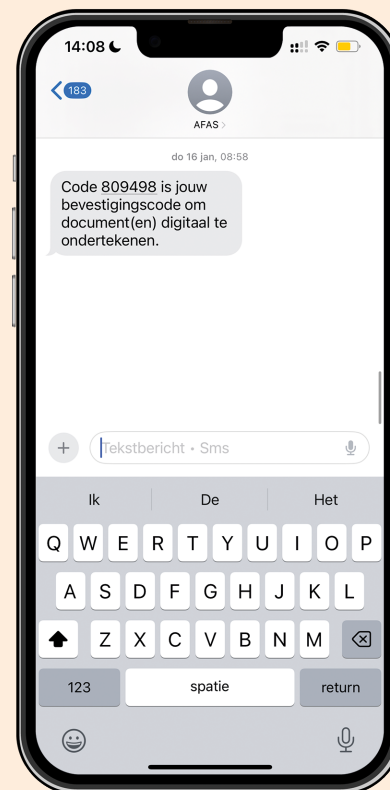 14:08
183
AFAS
do 16 jan, 08:58
Code 809498 is jouw
bevestigingscode om
document(en) digitaal te
ondertekenen.
Tekstbericht • Sms
Ik De Het
Q W E R T Y U I O P
A S D F G H J K L
Z X C V B N M
123 spatie return